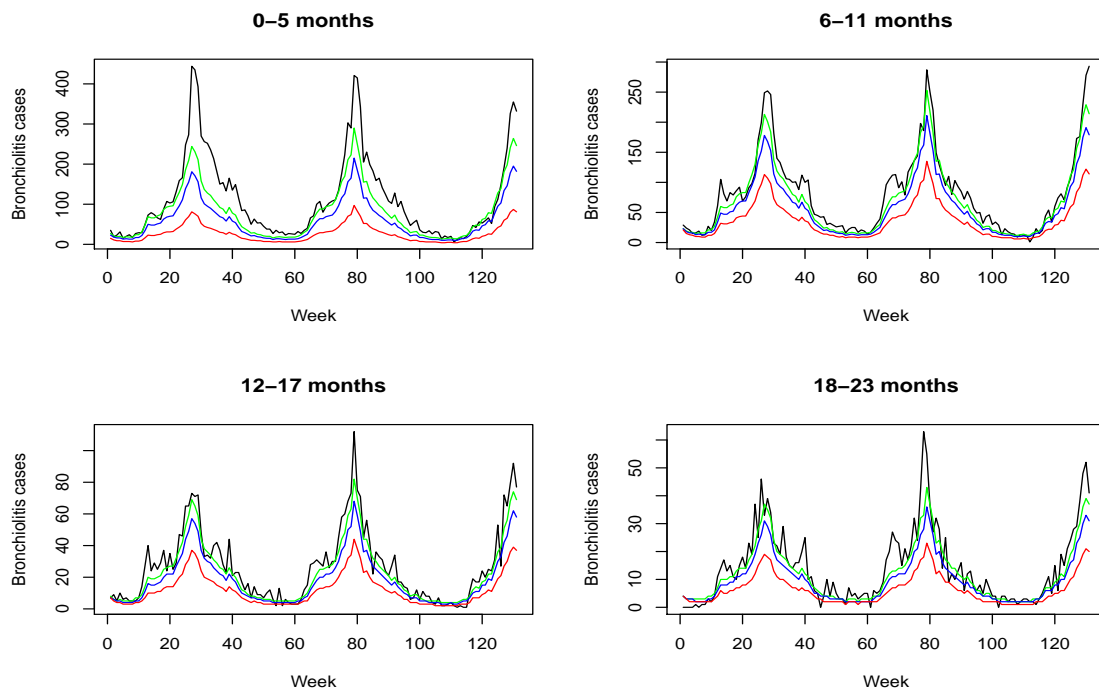 0–5 months
6–11 months
Bronchiolitis cases
0 100 200 300 400
0 20 40 60 80 100 120
Week
Bronchiolitis cases
0 50 150 250
0 20 40 60 80 100 120
Week
12–17 months
18–23 months
Bronchiolitis cases
0 20 40 60 80
0 20 40 60 80 100 120
Week
Bronchiolitis cases
0 10 30 50
0 20 40 60 80 100 120
Week